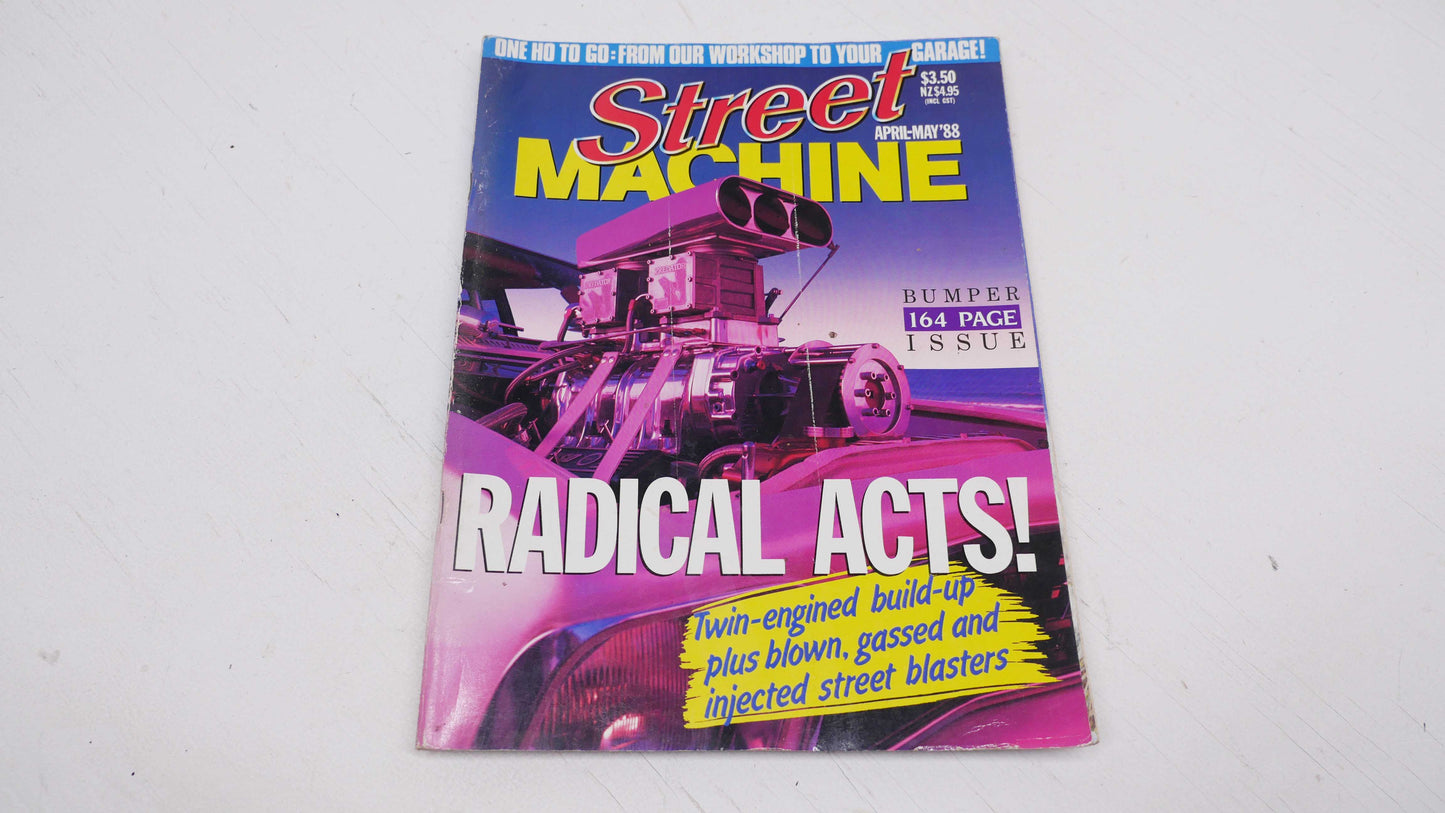 ONE HO TO GO: FROM OUR WORKSHOP TO YOUR GARAGE!
Street
MACHINE
$3.50
NZ $4.95
(INCL GST)
APRIL-MAY '88
PREDATOR
BUMPER
164 PAGE
ISSUE
RADICAL ACTS!
Twin-engined build-up
plus blown, gassed and
injected street blasters